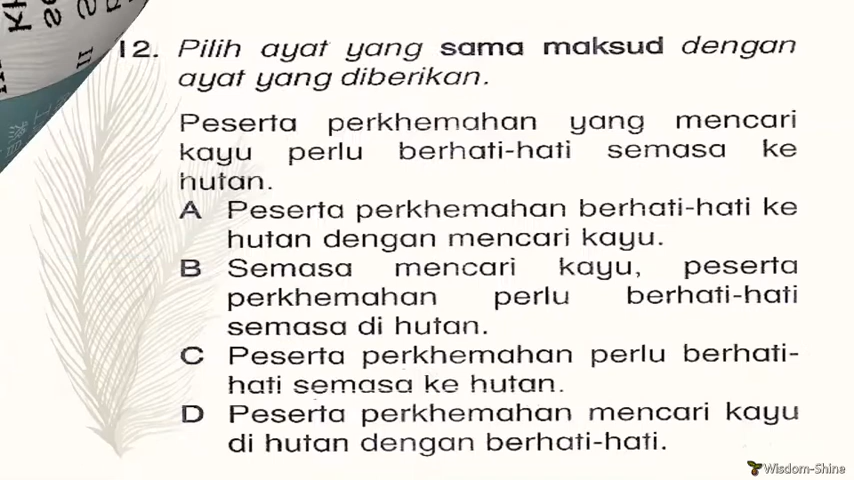 12. Pilih ayat yang sama maksud dengan
ayat yang diberikan.
Peserta perkhemahan yang mencari
kayu perlu berhati-hati semasa ke
hutan.
A Peserta perkhemahan berhati-hati ke
hutan dengan mencari kayu.
B Semasa mencari kayu, peserta
perkhemahan perlu berhati-hati
semasa di hutan.
C Peserta perkhemahan perlu berhati-
hati semasa ke hutan.
D Peserta perkhemahan mencari kayu
di hutan dengan berhati-hati.
Wisdom-Shine